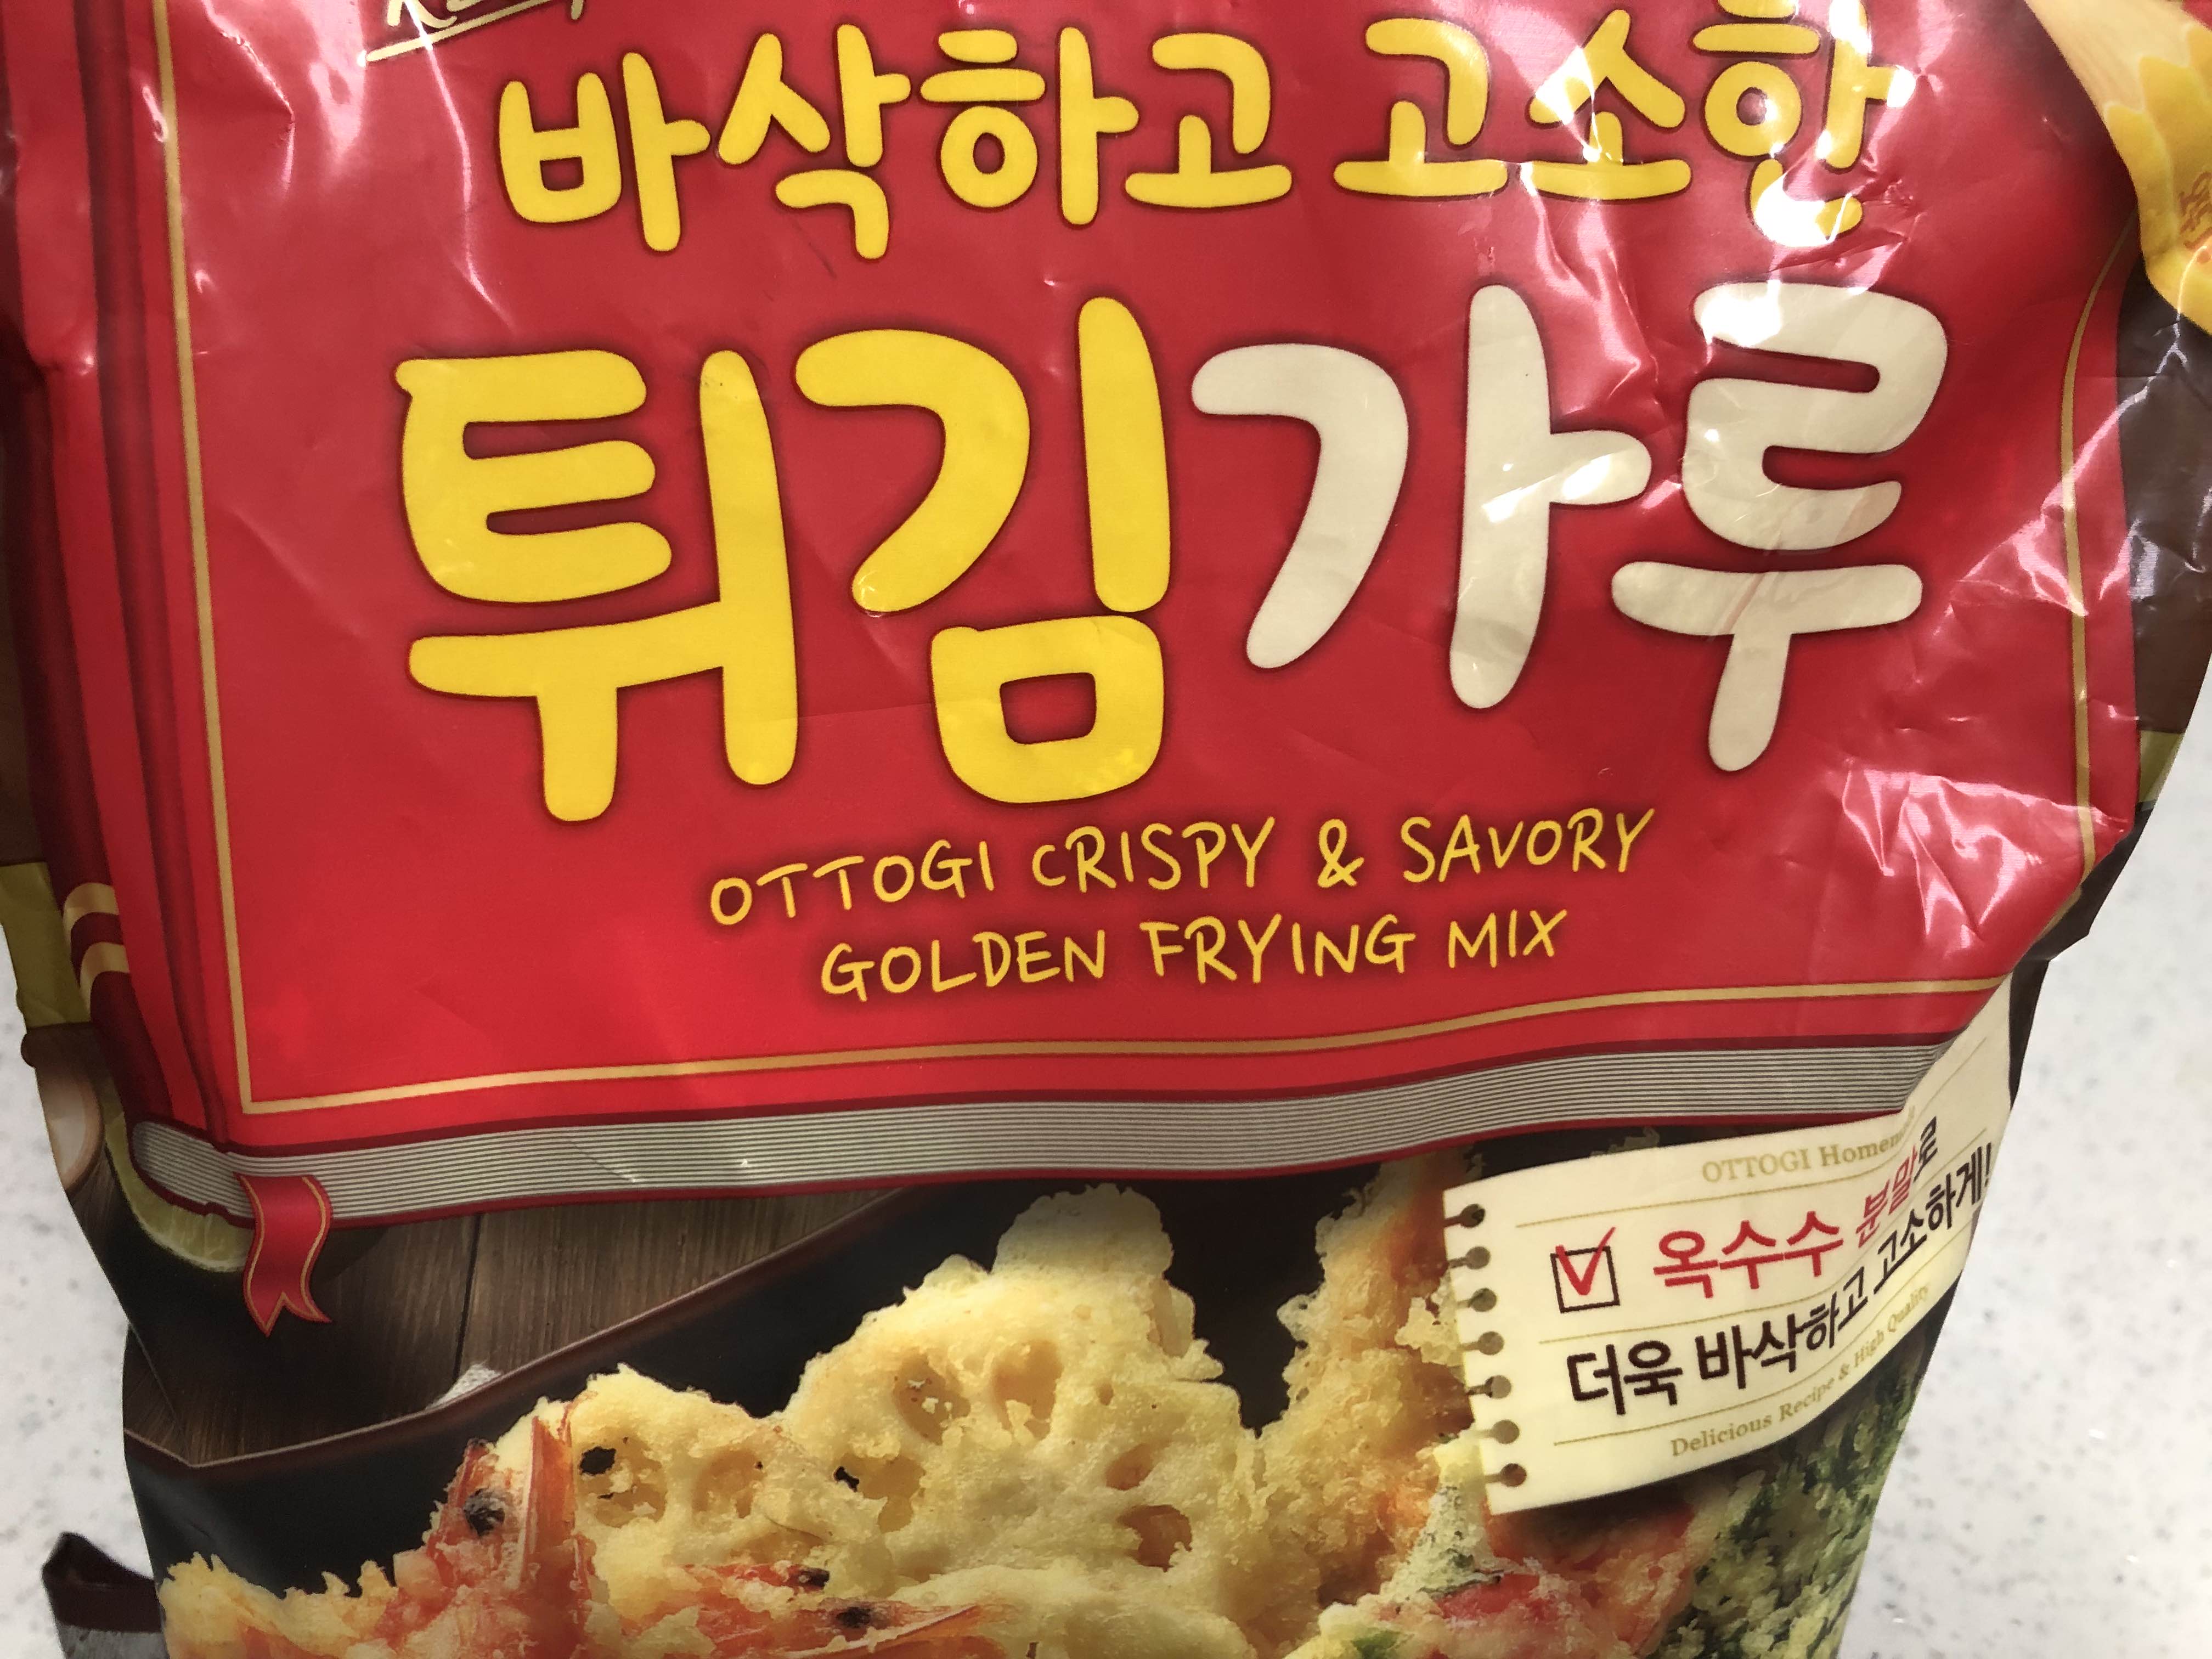 바삭하고 고소한
튀김가루
OTTOGI CRISPY & SAVORY
GOLDEN FRYING MIX
OTTOGI
옥수수 분말로
더욱 바삭하고 고소하게!
Delicious Recipe & High Quality